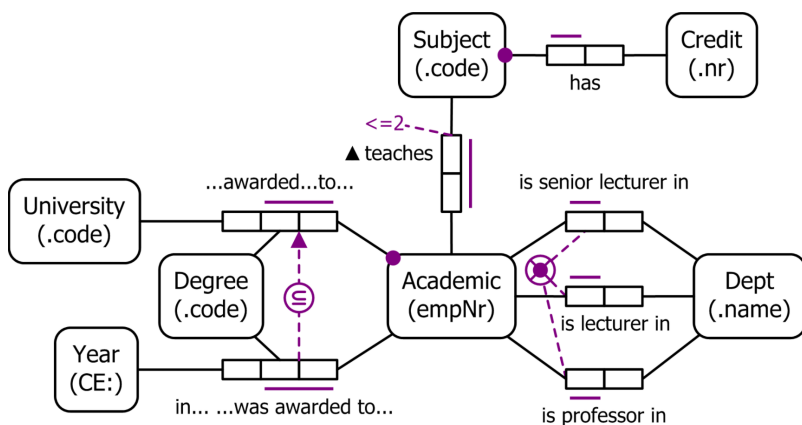 Subject
(.code)
Credit
(.nr)
has
<=2
▲ teaches
...awarded...to...
is senior lecturer in
University
(.code)
Degree
(.code)
⊆
Academic
(empNr)
Dept
(.name)
is lecturer in
Year
(CE:)
in... ...was awarded to...
is professor in